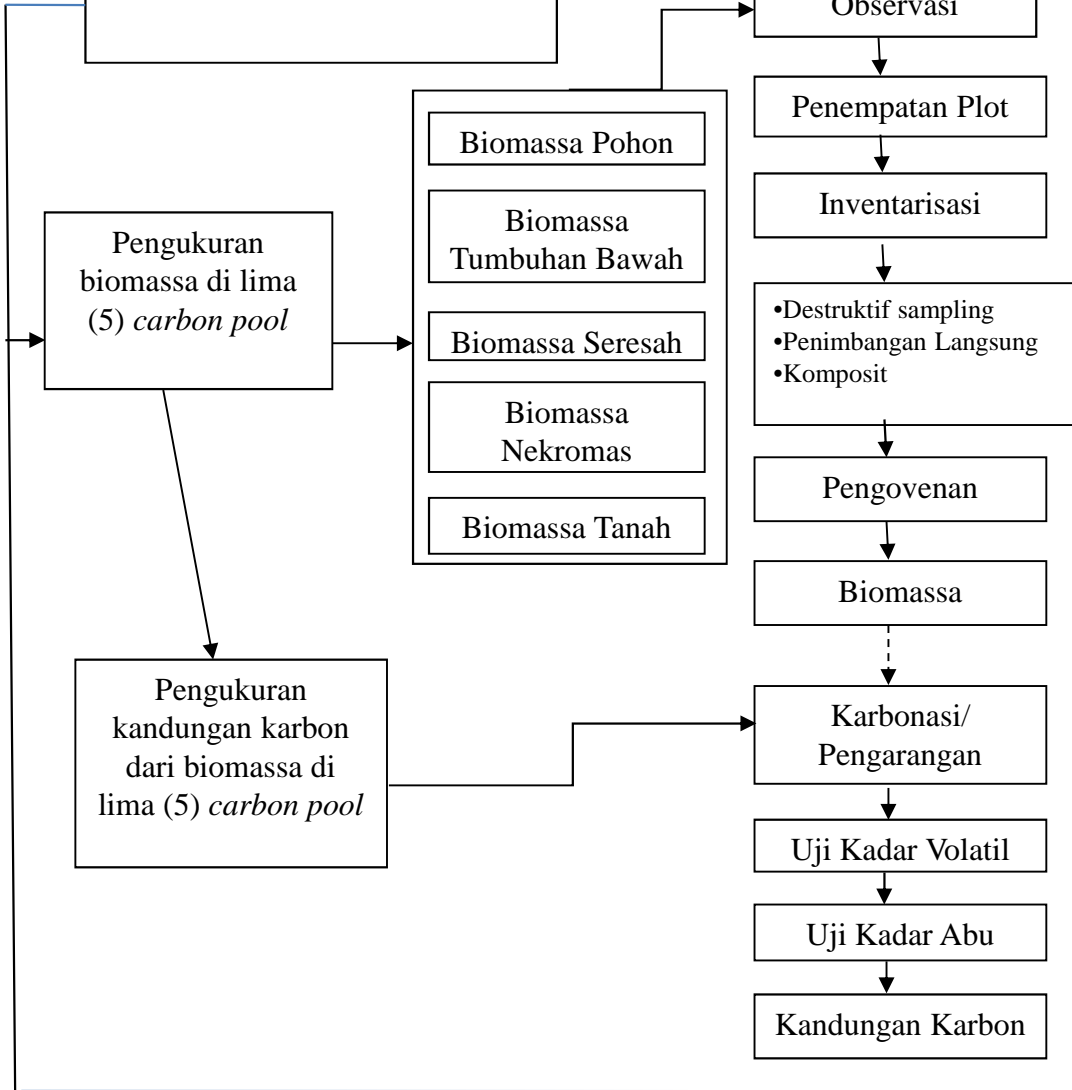 Observasi
Penempatan Plot
Inventarisasi
•Destruktif sampling
•Penimbangan Langsung
•Komposit
Pengovenan
Biomassa
Karbonasi/
Pengarangan
Uji Kadar Volatil
Uji Kadar Abu
Kandungan Karbon
Biomassa Pohon
Biomassa
Tumbuhan Bawah
Biomassa Seresah
Biomassa
Nekromas
Biomassa Tanah
Pengukuran
biomassa di lima
(5) carbon pool
Pengukuran
kandungan karbon
dari biomassa di
lima (5) carbon pool